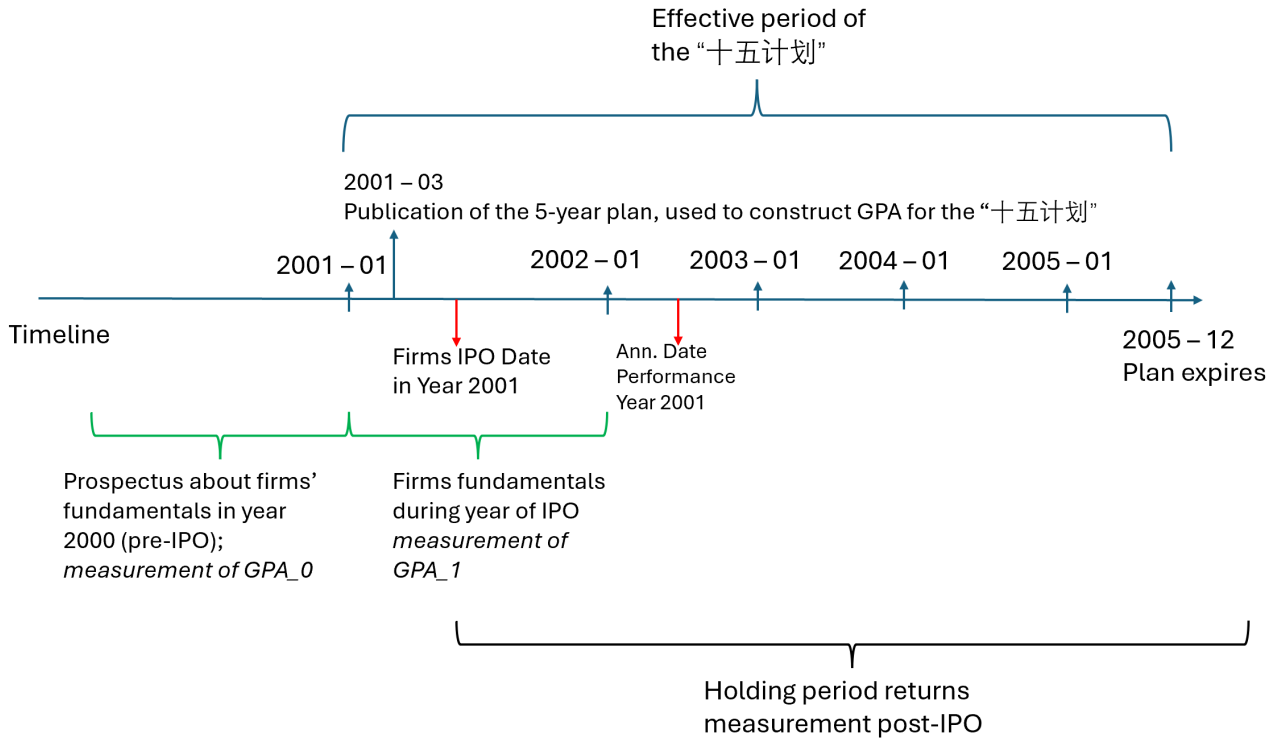 Effective period of
the “十五计划”
2001 – 03
Publication of the 5-year plan, used to construct GPA for the “十五计划”
2001 – 01
2002 – 01
2003 – 01
2004 – 01
2005 – 01
Timeline
Firms IPO Date
in Year 2001
Ann. Date
Performance
Year 2001
2005 – 12
Plan expires
Prospectus about firms’
fundamentals in year
2000 (pre-IPO);
measurement of GPA_0
Firms fundamentals
during year of IPO
measurement of
GPA_1
Holding period returns
measurement post-IPO